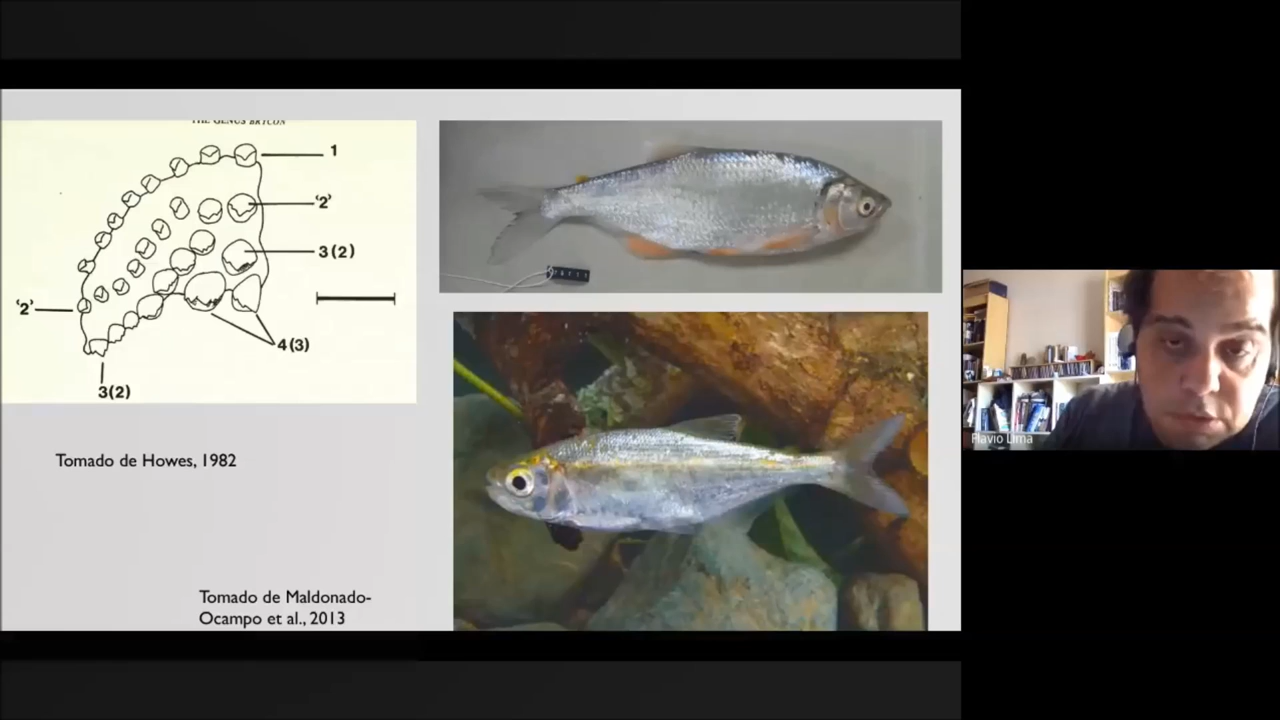 THE GENUS BRYCON
1
'2'
3(2)
'2'
4(3)
3(2)
Tomado de Howes, 1982
Tomado de Maldonado-
Ocampo et al., 2013
Flavio Lima